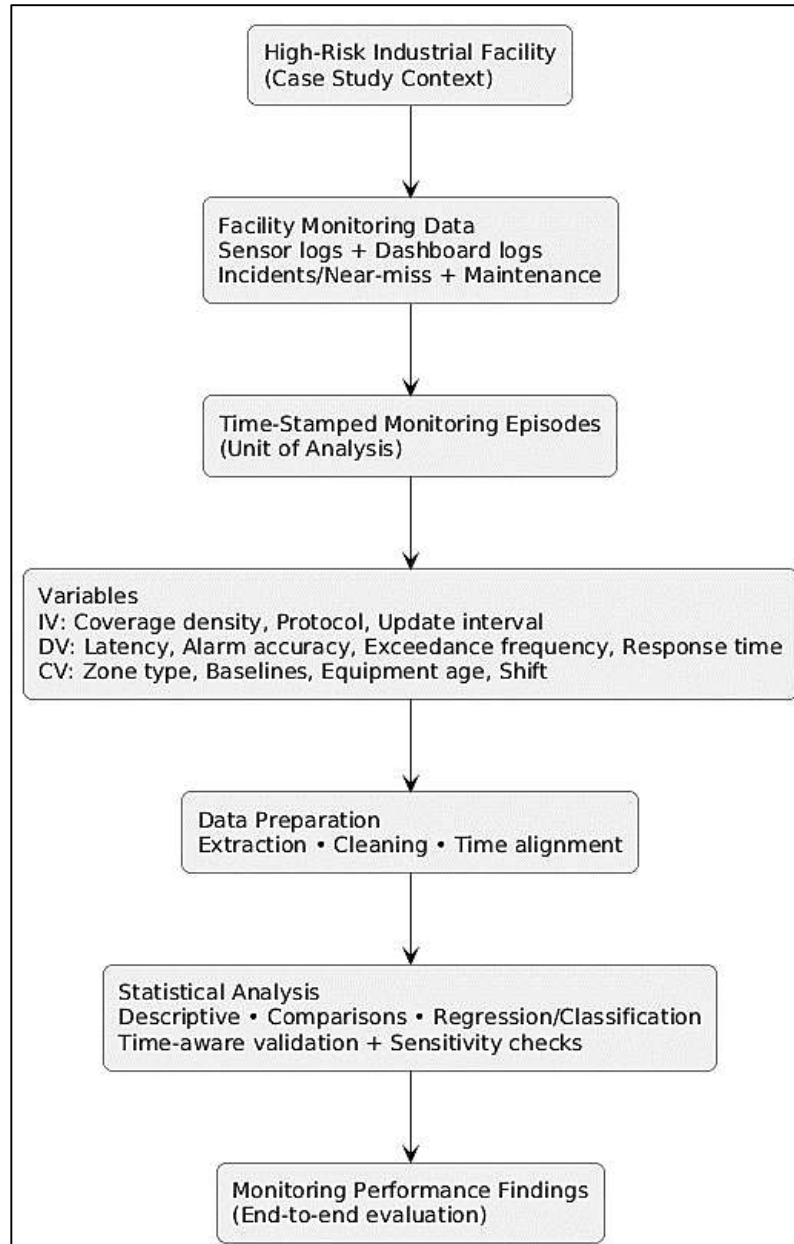 High-Risk Industrial Facility
(Case Study Context)
Facility Monitoring Data
Sensor logs + Dashboard logs
Incidents/Near-miss + Maintenance
Time-Stamped Monitoring Episodes
(Unit of Analysis)
Variables
IV: Coverage density, Protocol, Update interval
DV: Latency, Alarm accuracy, Exceedance frequency, Response time
CV: Zone type, Baselines, Equipment age, Shift
Data Preparation
Extraction • Cleaning • Time alignment
Statistical Analysis
Descriptive • Comparisons • Regression/Classification
Time-aware validation + Sensitivity checks
Monitoring Performance Findings
(End-to-end evaluation)